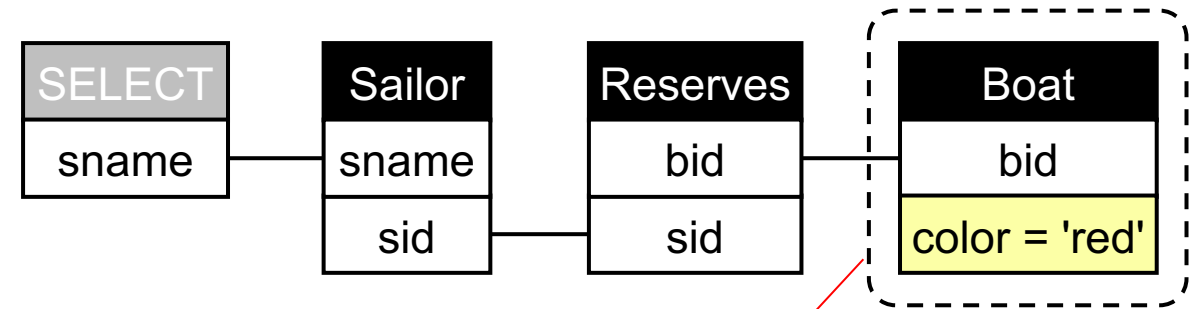 SELECT
sname
Sailor
sname
sid
Reserves
bid
sid
Boat
bid
color = 'red'